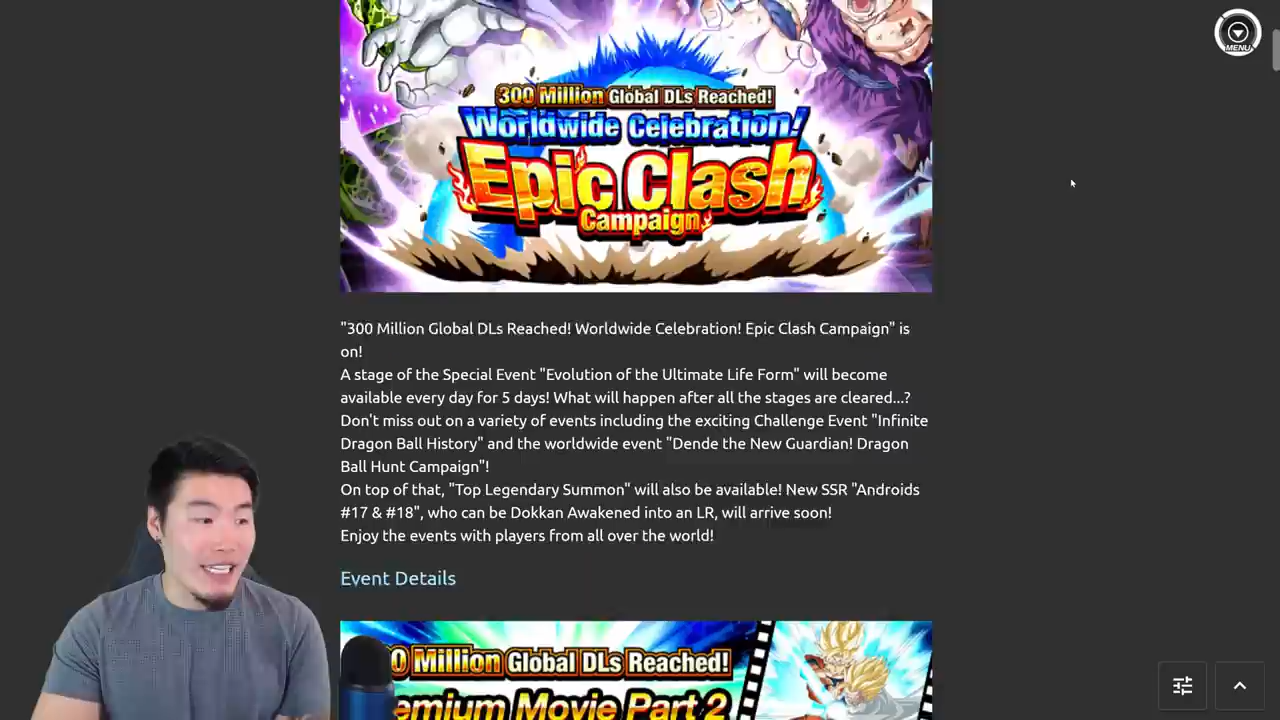 MENU
300 Million Global DLs Reached!
Worldwide Celebration!
Epic Clash
Campaign
"300 Million Global DLs Reached! Worldwide Celebration! Epic Clash Campaign" is
on!
A stage of the Special Event "Evolution of the Ultimate Life Form" will become
available every day for 5 days! What will happen after all the stages are cleared...?
Don't miss out on a variety of events including the exciting Challenge Event "Infinite
Dragon Ball History" and the worldwide event "Dende the New Guardian! Dragon
Ball Hunt Campaign"!
On top of that, "Top Legendary Summon" will also be available! New SSR "Androids
#17 & #18", who can be Dokkan Awakened into an LR, will arrive soon!
Enjoy the events with players from all over the world!
Event Details
0 Million Global DLs Reached!
emium Movie Part 2